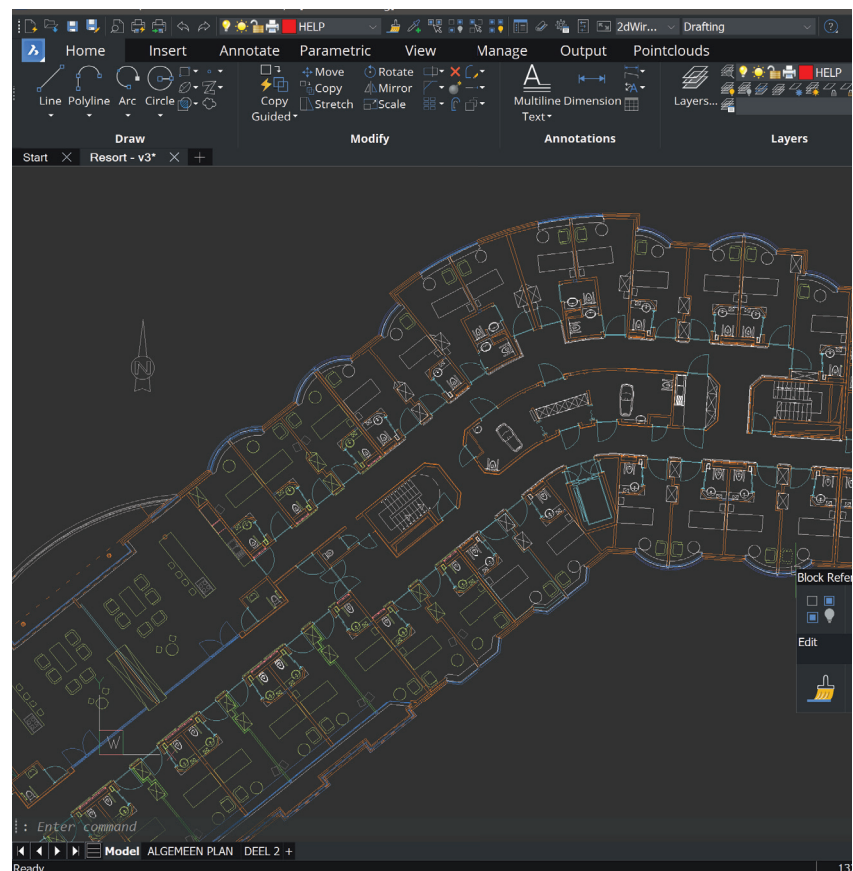 HELP 2dWir... Drafting
Home Insert Annotate Parametric View Manage Output Pointclouds
Move Rotate HELP
Copy Mirror
Line Polyline Arc Circle Copy Stretch Scale Multiline Dimension Layers...
Guided Text
Draw Modify Annotations Layers
Start Resort - v3*
N
Block Refer
Edit
W
: Enter command
Model ALGEMEEN PLAN DEEL 2 +
Ready